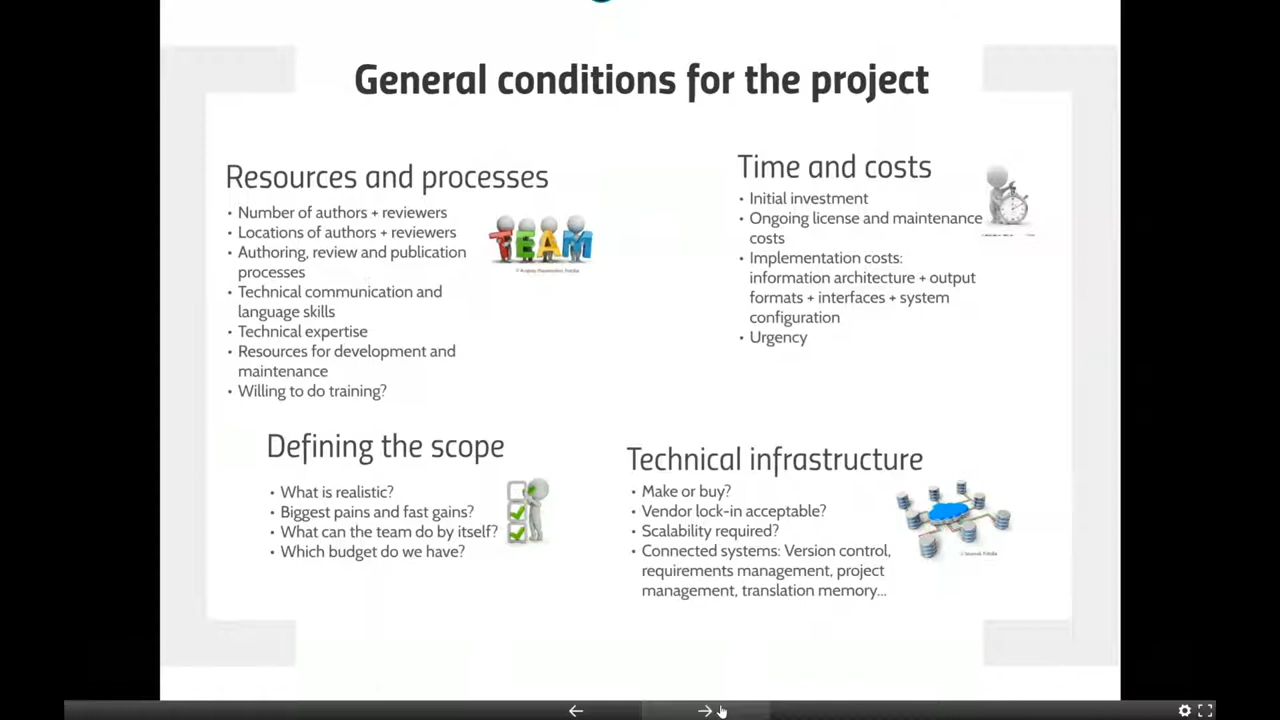 General conditions for the project
Resources and processes
• Number of authors + reviewers
• Locations of authors + reviewers
• Authoring, review and publication
processes
• Technical communication and
language skills
• Technical expertise
• Resources for development and
maintenance
• Willing to do training?
TEAM
Time and costs
• Initial investment
• Ongoing license and maintenance
costs
• Implementation costs:
information architecture + output
formats + interfaces + system
configuration
• Urgency
Defining the scope
• What is realistic?
• Biggest pains and fast gains?
• What can the team do by itself?
• Which budget do we have?
Technical infrastructure
• Make or buy?
• Vendor lock-in acceptable?
• Scalability required?
• Connected systems: Version control,
requirements management, project
management, translation memory...